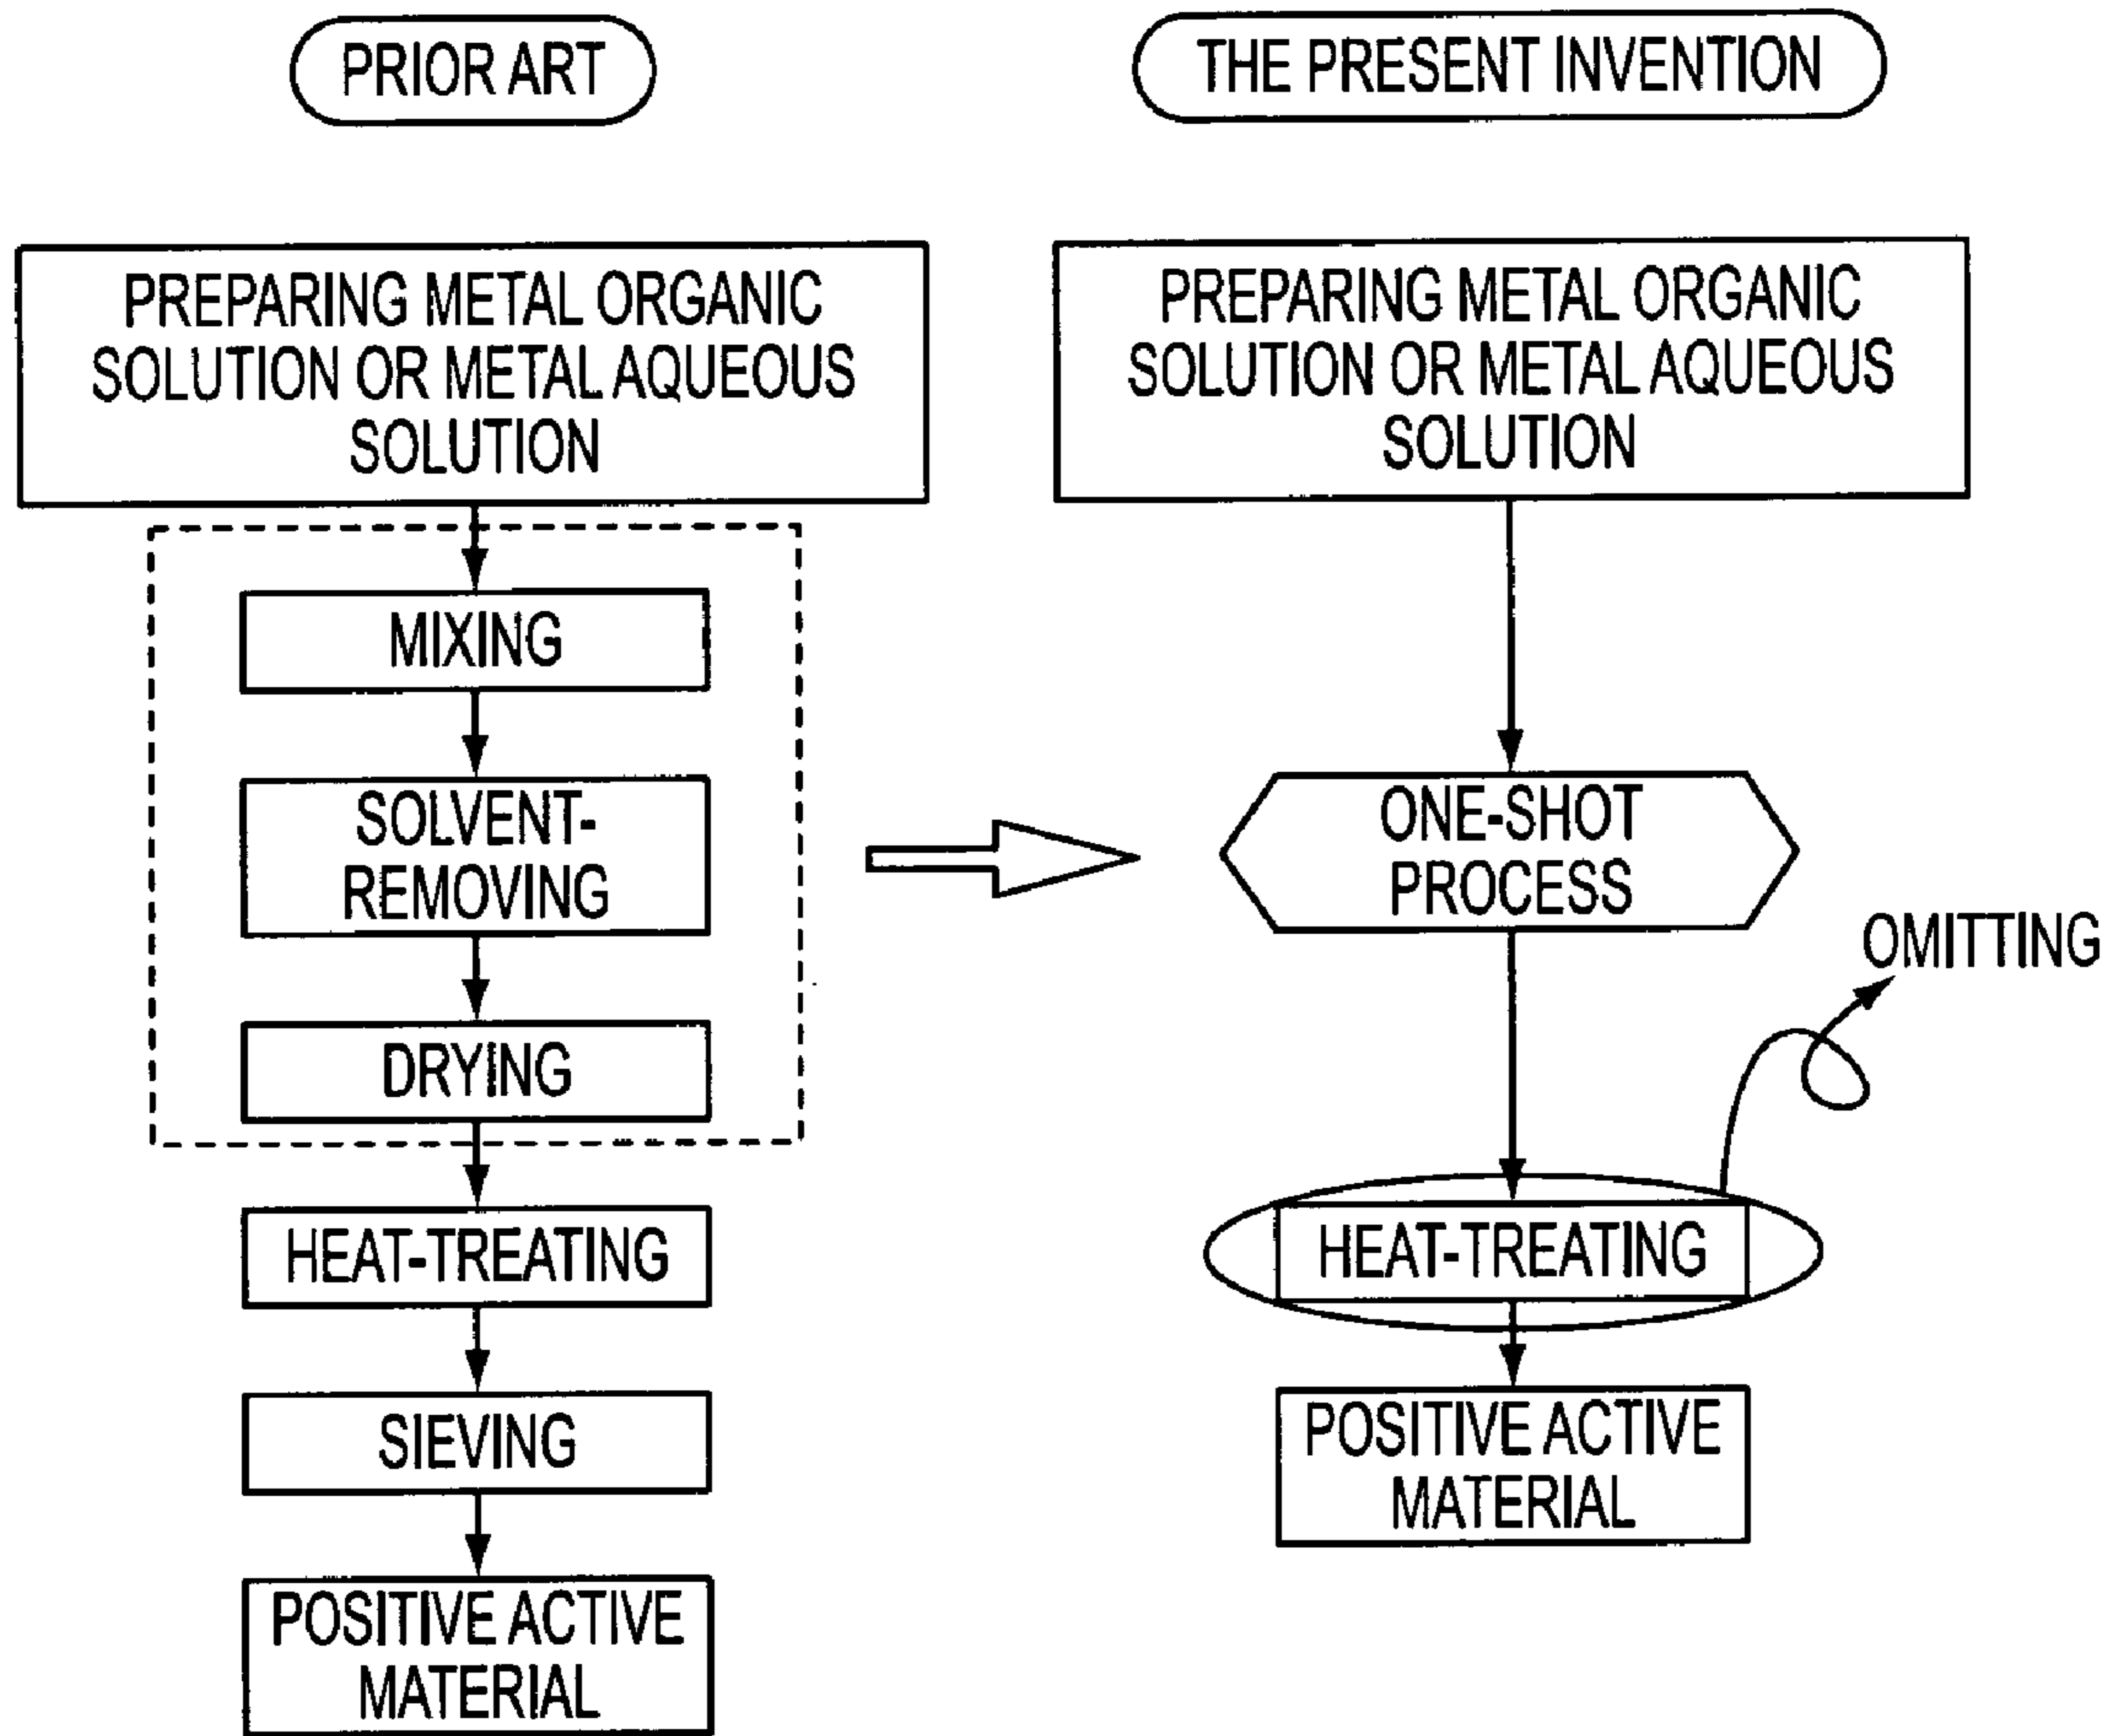 PRIOR ART
PREPARING METAL ORGANIC
SOLUTION OR METAL AQUEOUS
SOLUTION
MIXING
SOLVENT-
REMOVING
DRYING
HEAT-TREATING
SIEVING
POSITIVE ACTIVE
MATERIAL
THE PRESENT INVENTION
PREPARING METAL ORGANIC
SOLUTION OR METAL AQUEOUS
SOLUTION
ONE-SHOT
PROCESS
OMITTING
HEAT-TREATING
POSITIVE ACTIVE
MATERIAL